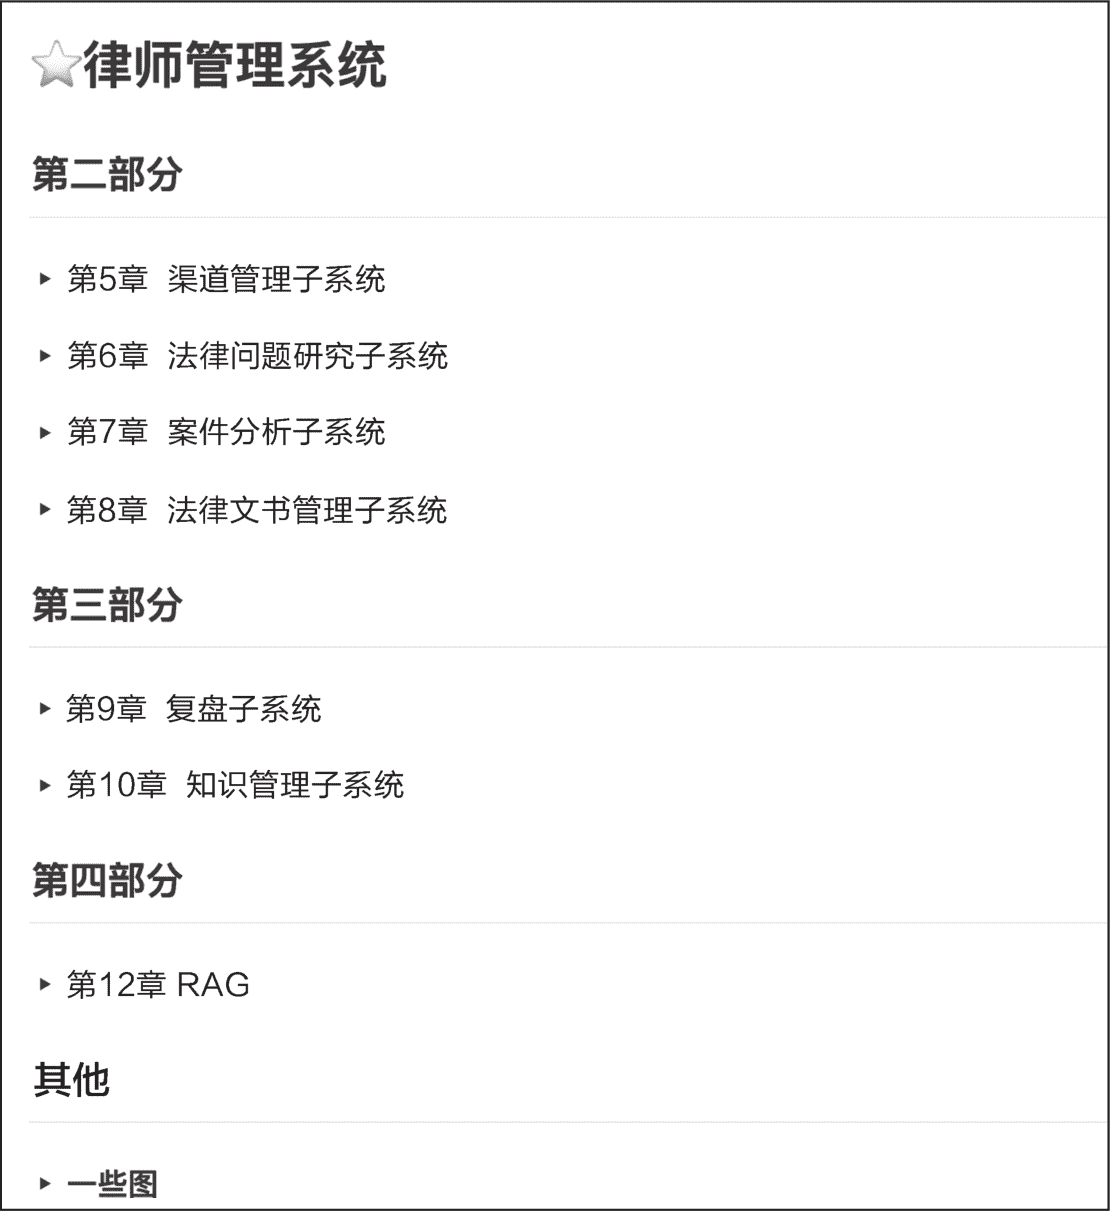 律师管理系统
第二部分
第5章 渠道管理子系统
第6章 法律问题研究子系统
第7章 案件分析子系统
第8章 法律文书管理子系统
第三部分
第9章 复盘子系统
第10章 知识管理子系统
第四部分
第12章 RAG
其他
一些图